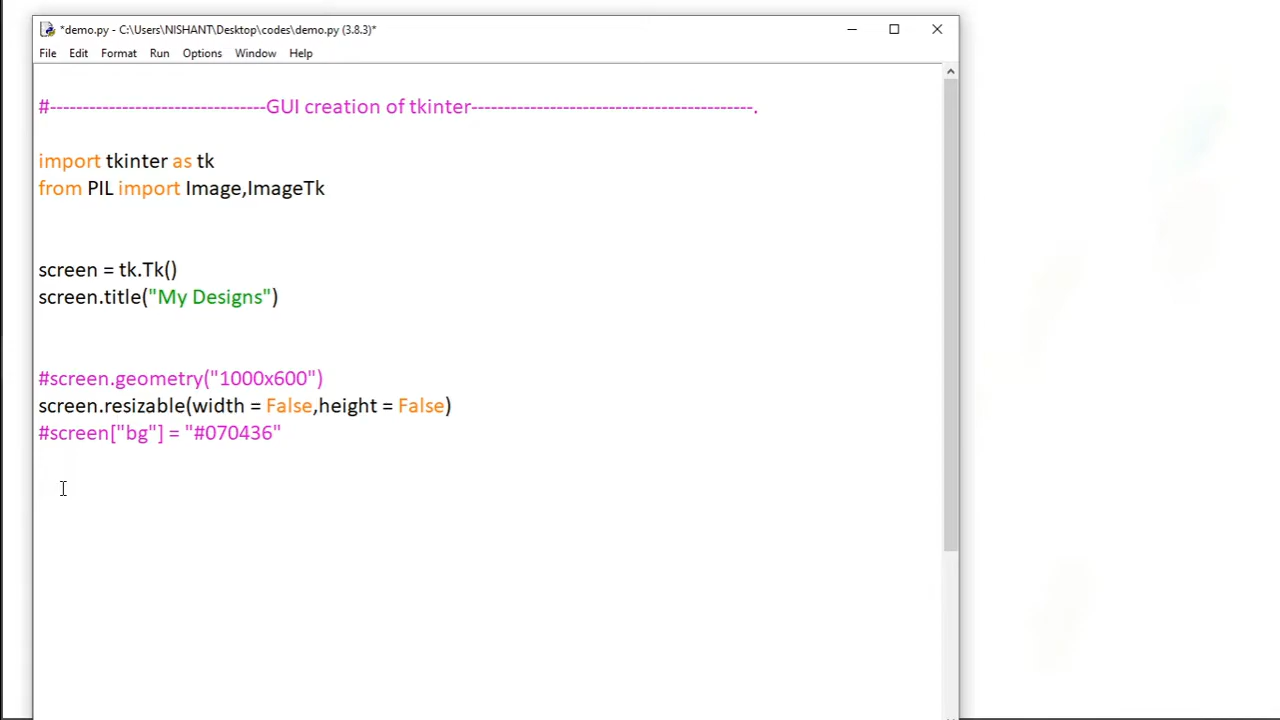 *demo.py - C:\Users\NISHANT\Desktop\codes\demo.py (3.8.3)*
File Edit Format Run Options Window Help
#---------------------------------GUI creation of tkinter-------------------------------------------.
import tkinter as tk
from PIL import Image,ImageTk
screen = tk.Tk()
screen.title("My Designs")
#screen.geometry("1000x600")
screen.resizable(width = False,height = False)
#screen["bg"] = "#070436"